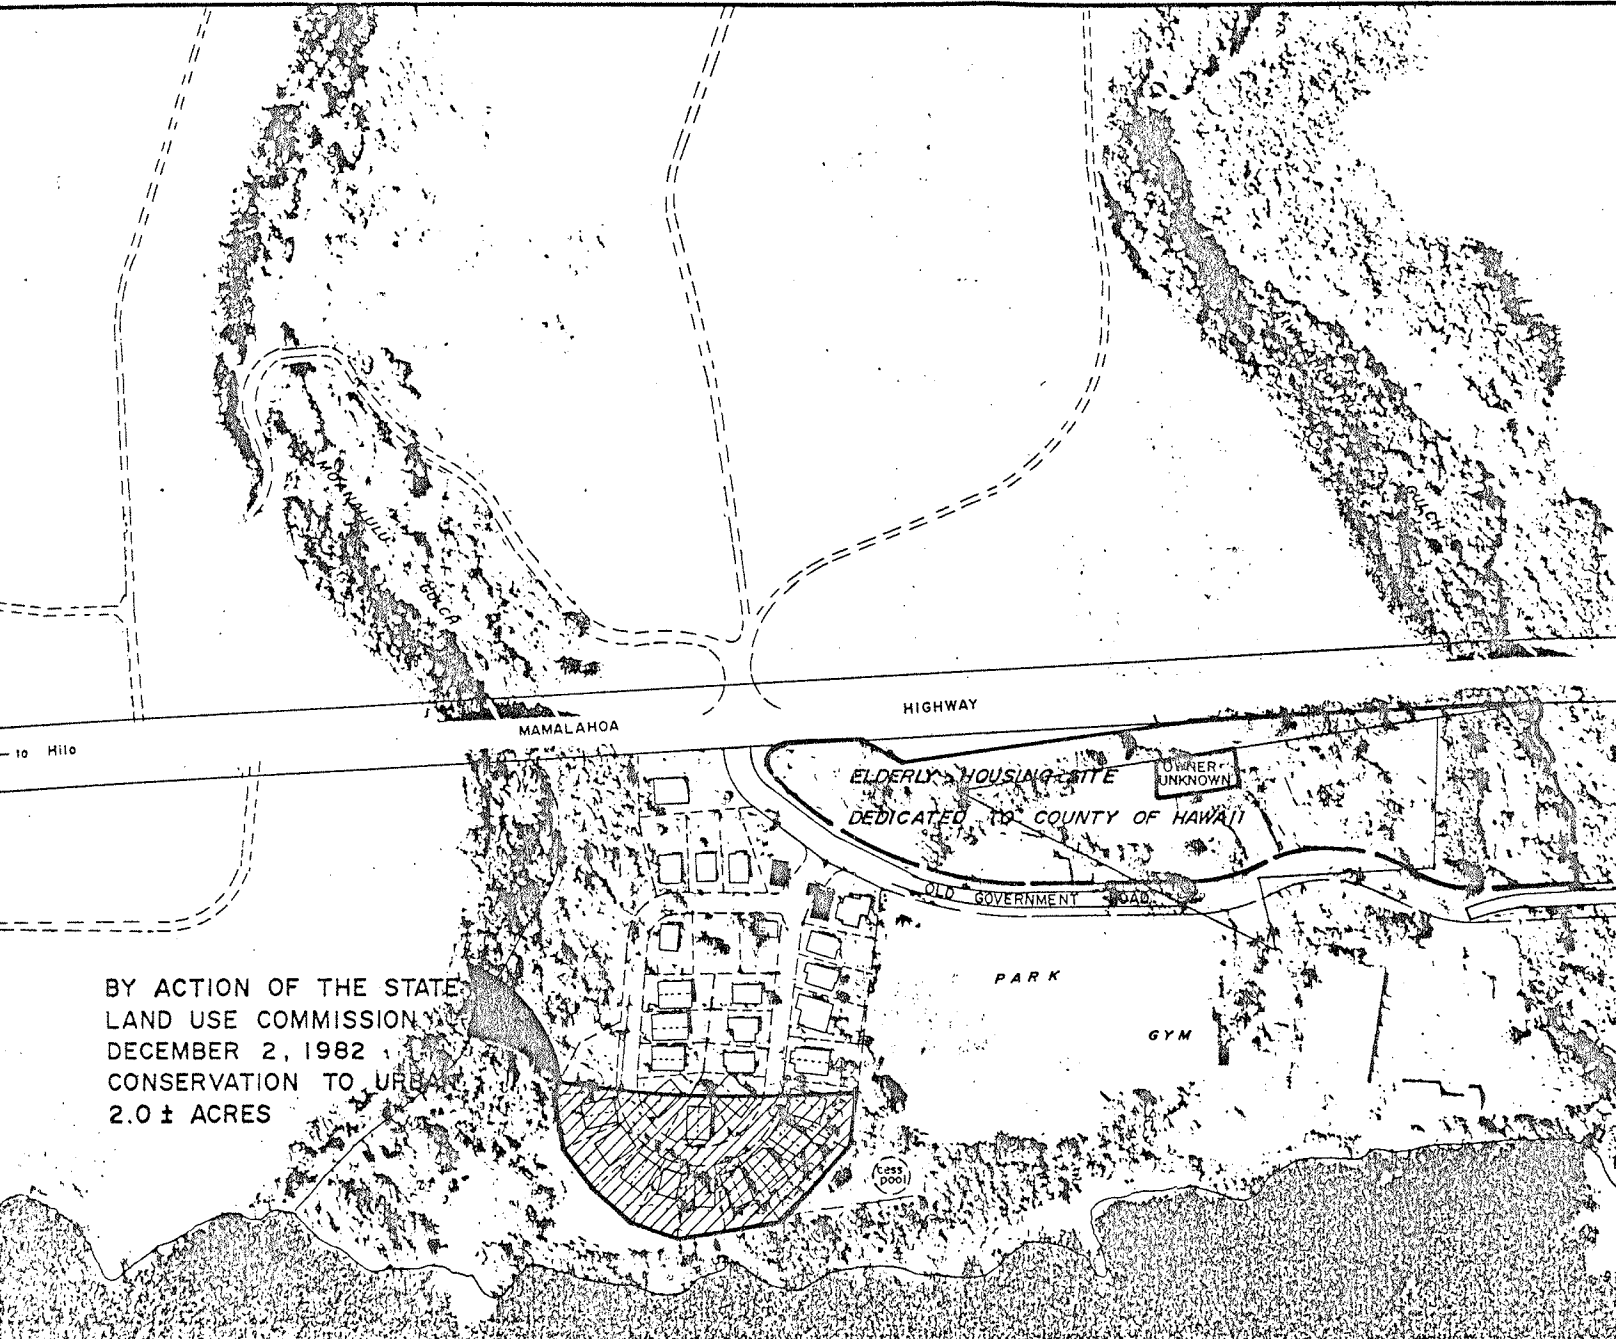 MOANALULU
GULCH
GULCH
HIGHWAY
MAMALAHOA
to Hilo
ELDERLY HOUSING SITE
OWNER
UNKNOWN
DEDICATED TO COUNTY OF HAWAII
OLD GOVERNMENT ROAD
PARK
GYM
BY ACTION OF THE STATE
LAND USE COMMISSION
DECEMBER 2, 1982
CONSERVATION TO URBAN
2.0 ± ACRES
cess
pool